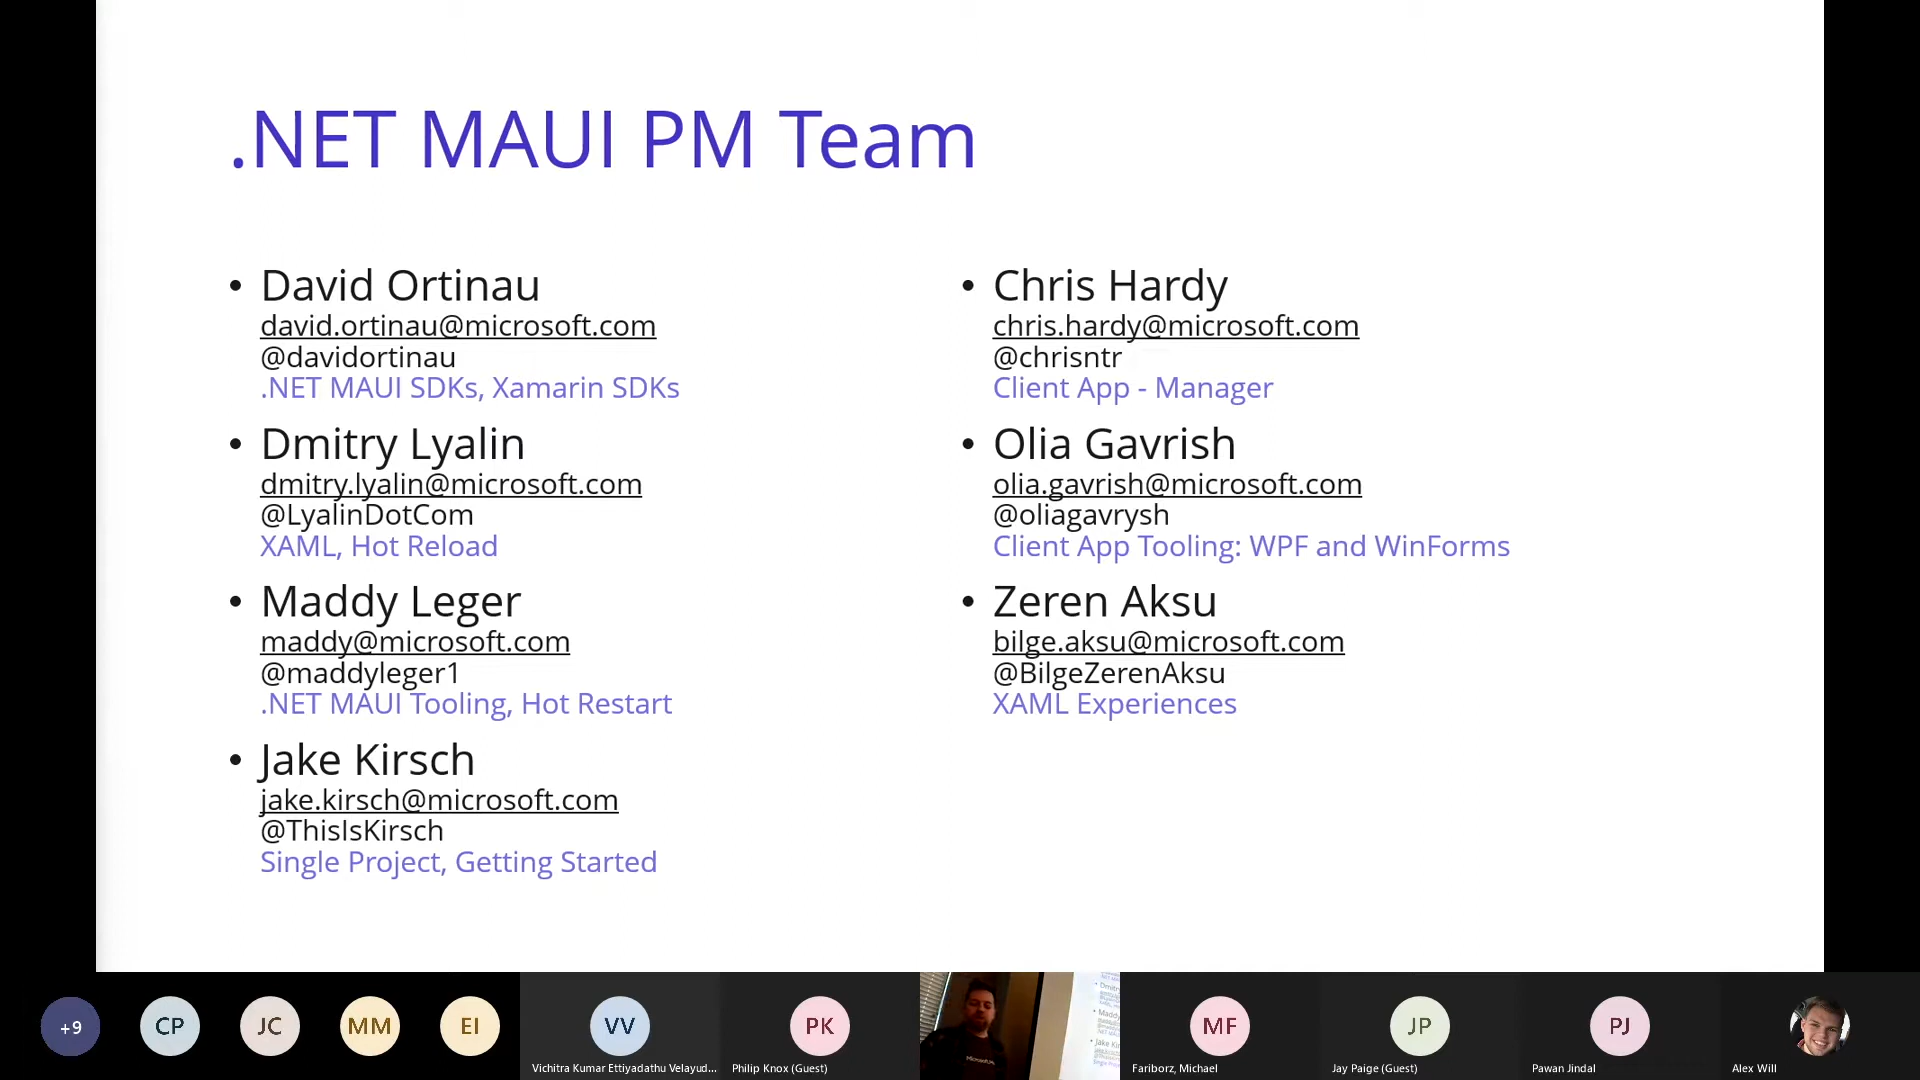 .NET MAUI PM Team
• David Ortinau
david.ortinau@microsoft.com
@davidortinau
.NET MAUI SDKs, Xamarin SDKs
• Dmitry Lyalin
dmitry.lyalin@microsoft.com
@LyalinDotCom
XAML, Hot Reload
• Maddy Leger
maddy@microsoft.com
@maddyleger1
.NET MAUI Tooling, Hot Restart
• Jake Kirsch
jake.kirsch@microsoft.com
@ThisIsKirsch
Single Project, Getting Started
• Chris Hardy
chris.hardy@microsoft.com
@chrisntr
Client App - Manager
• Olia Gavrish
olia.gavrish@microsoft.com
@oliagavrysh
Client App Tooling: WPF and WinForms
• Zeren Aksu
bilge.aksu@microsoft.com
@BilgeZerenAksu
XAML Experiences
+9
CP
JC
MM
EI
VV
Vichitra Kumar Ettiyadathu Velayud...
PK
Philip Knox (Guest)
MF
Fariborz, Michael
JP
Jay Paige (Guest)
PJ
Pawan Jindal
Alex Will